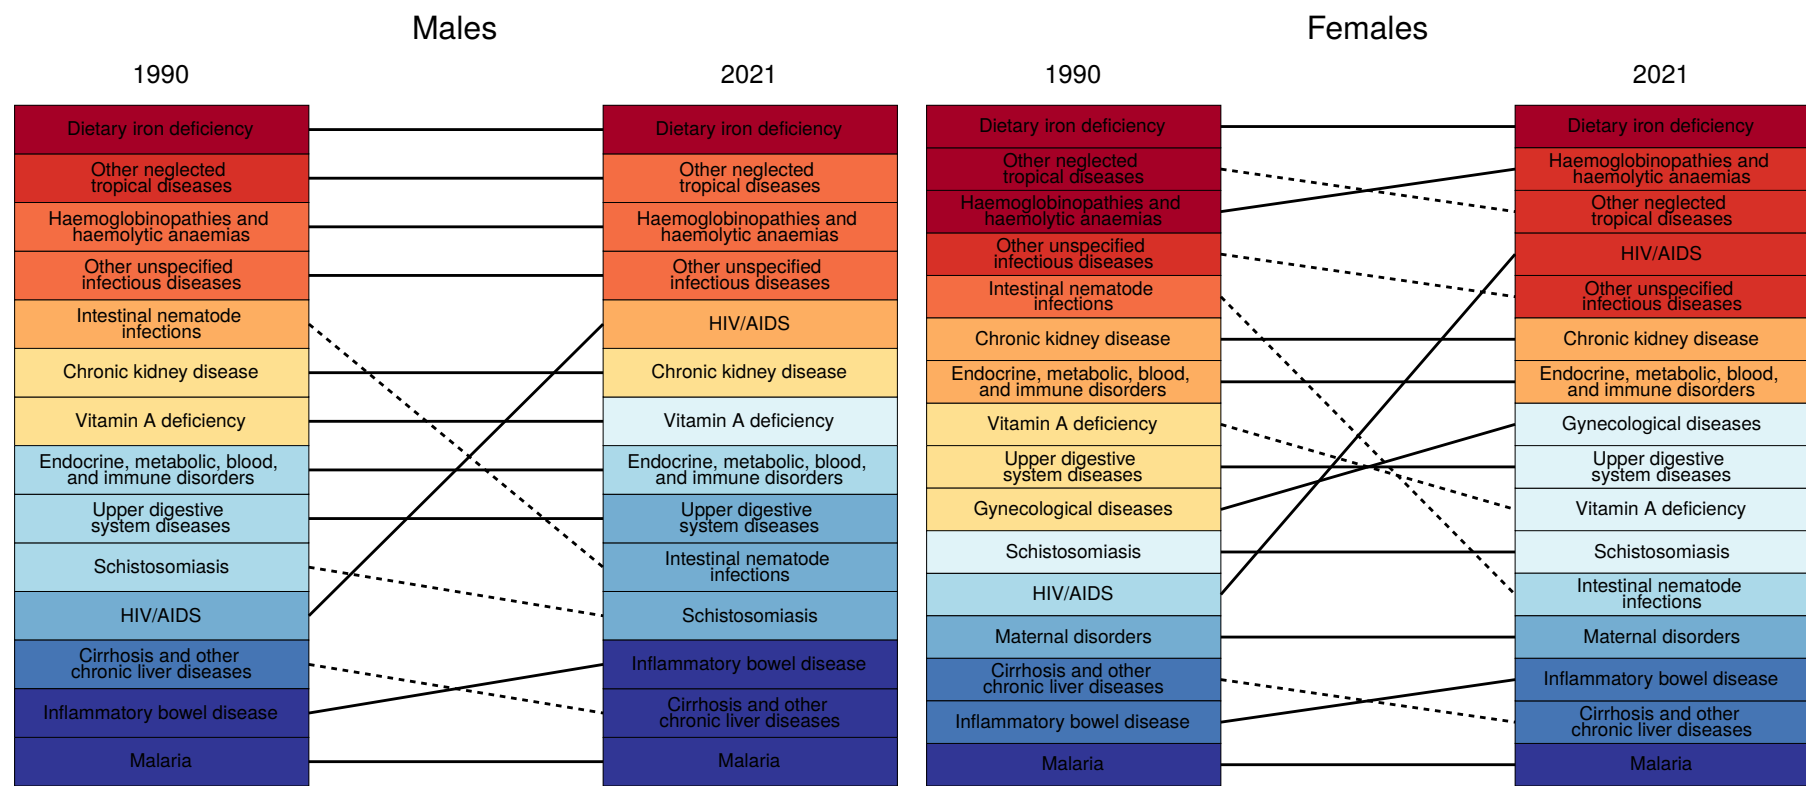 Males
1990
2021
Dietary iron deficiency
Other neglected
tropical diseases
Haemoglobinopathies and
haemolytic anaemias
Other unspecified
infectious diseases
Intestinal nematode
infections
Chronic kidney disease
Vitamin A deficiency
Endocrine, metabolic, blood,
and immune disorders
Upper digestive
system diseases
Schistosomiasis
HIV/AIDS
Cirrhosis and other
chronic liver diseases
Inflammatory bowel disease
Malaria
Dietary iron deficiency
Other neglected
tropical diseases
Haemoglobinopathies and
haemolytic anaemias
Other unspecified
infectious diseases
HIV/AIDS
Chronic kidney disease
Vitamin A deficiency
Endocrine, metabolic, blood,
and immune disorders
Upper digestive
system diseases
Intestinal nematode
infections
Schistosomiasis
Inflammatory bowel disease
Cirrhosis and other
chronic liver diseases
Malaria
Females
1990
2021
Dietary iron deficiency
Other neglected
tropical diseases
Haemoglobinopathies and
haemolytic anaemias
Other unspecified
infectious diseases
Intestinal nematode
infections
Chronic kidney disease
Endocrine, metabolic, blood,
and immune disorders
Vitamin A deficiency
Upper digestive
system diseases
Gynecological diseases
Schistosomiasis
HIV/AIDS
Maternal disorders
Cirrhosis and other
chronic liver diseases
Inflammatory bowel disease
Malaria
Dietary iron deficiency
Haemoglobinopathies and
haemolytic anaemias
Other neglected
tropical diseases
HIV/AIDS
Other unspecified
infectious diseases
Chronic kidney disease
Endocrine, metabolic, blood,
and immune disorders
Gynecological diseases
Upper digestive
system diseases
Vitamin A deficiency
Schistosomiasis
Intestinal nematode
infections
Maternal disorders
Inflammatory bowel disease
Cirrhosis and other
chronic liver diseases
Malaria